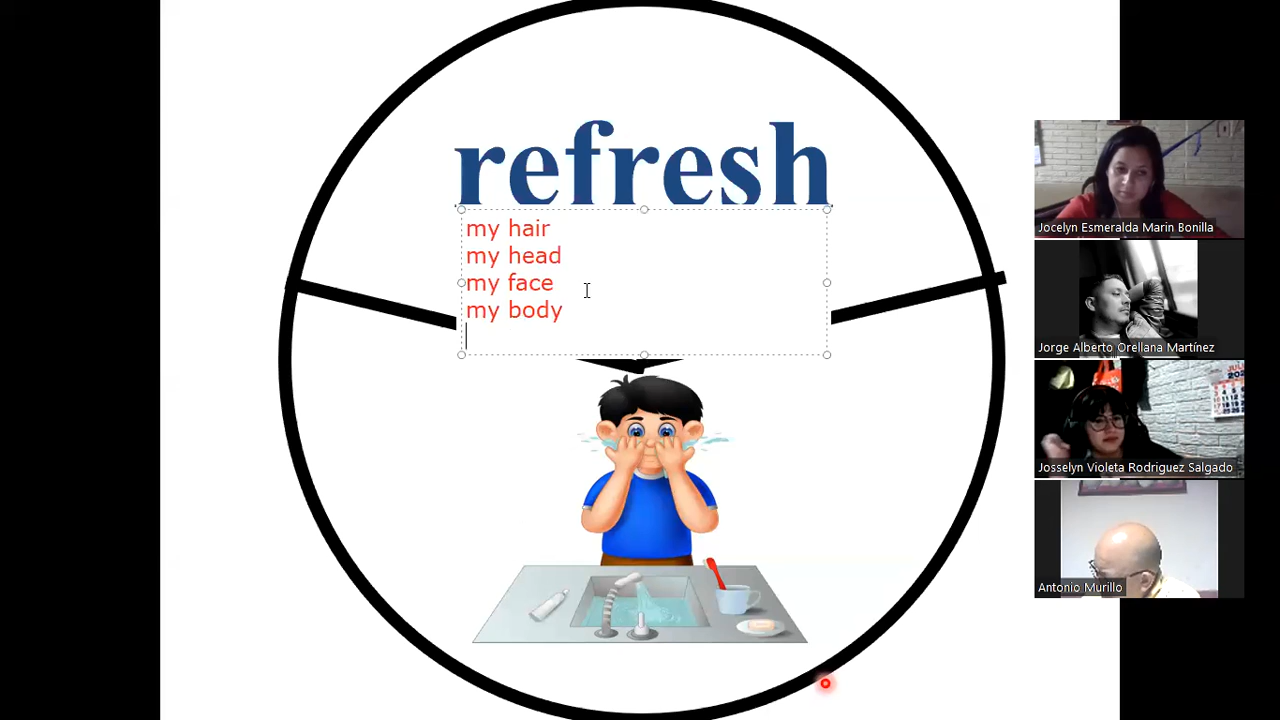 refresh
my hair
my head
my face
my body
Jocelyn Esmeralda Marin Bonilla
Jorge Alberto Orellana Martínez
Josselyn Violeta Rodriguez Salgado
Antonio Murillo